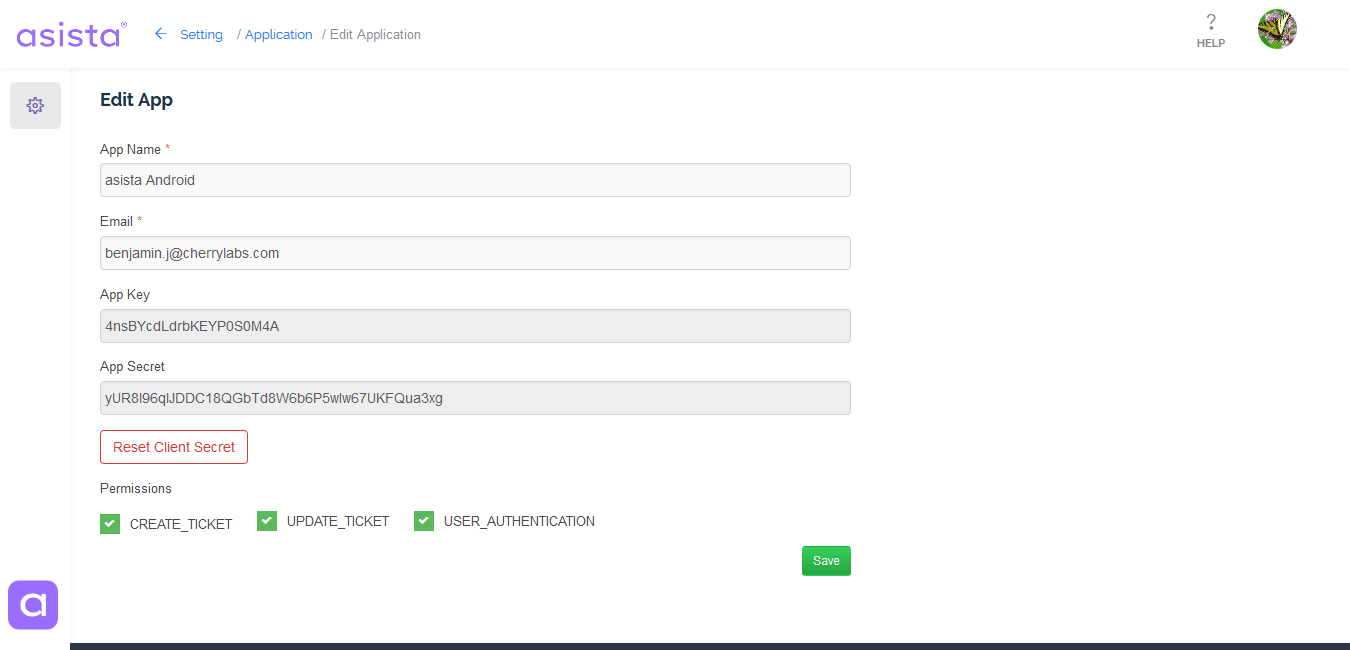 asista®
← Setting / Application / Edit Application
?
HELP
Edit App
App Name *
asista Android
Email *
benjamin.j@cherrylabs.com
App Key
4nsBYcdLdrbKEYP0S0M4A
App Secret
yUR8I96qIJDDC18QGbTd8W6b6P5wIw67UKFQua3xg
Reset Client Secret
Permissions
CREATE_TICKET UPDATE_TICKET USER_AUTHENTICATION
Save
a